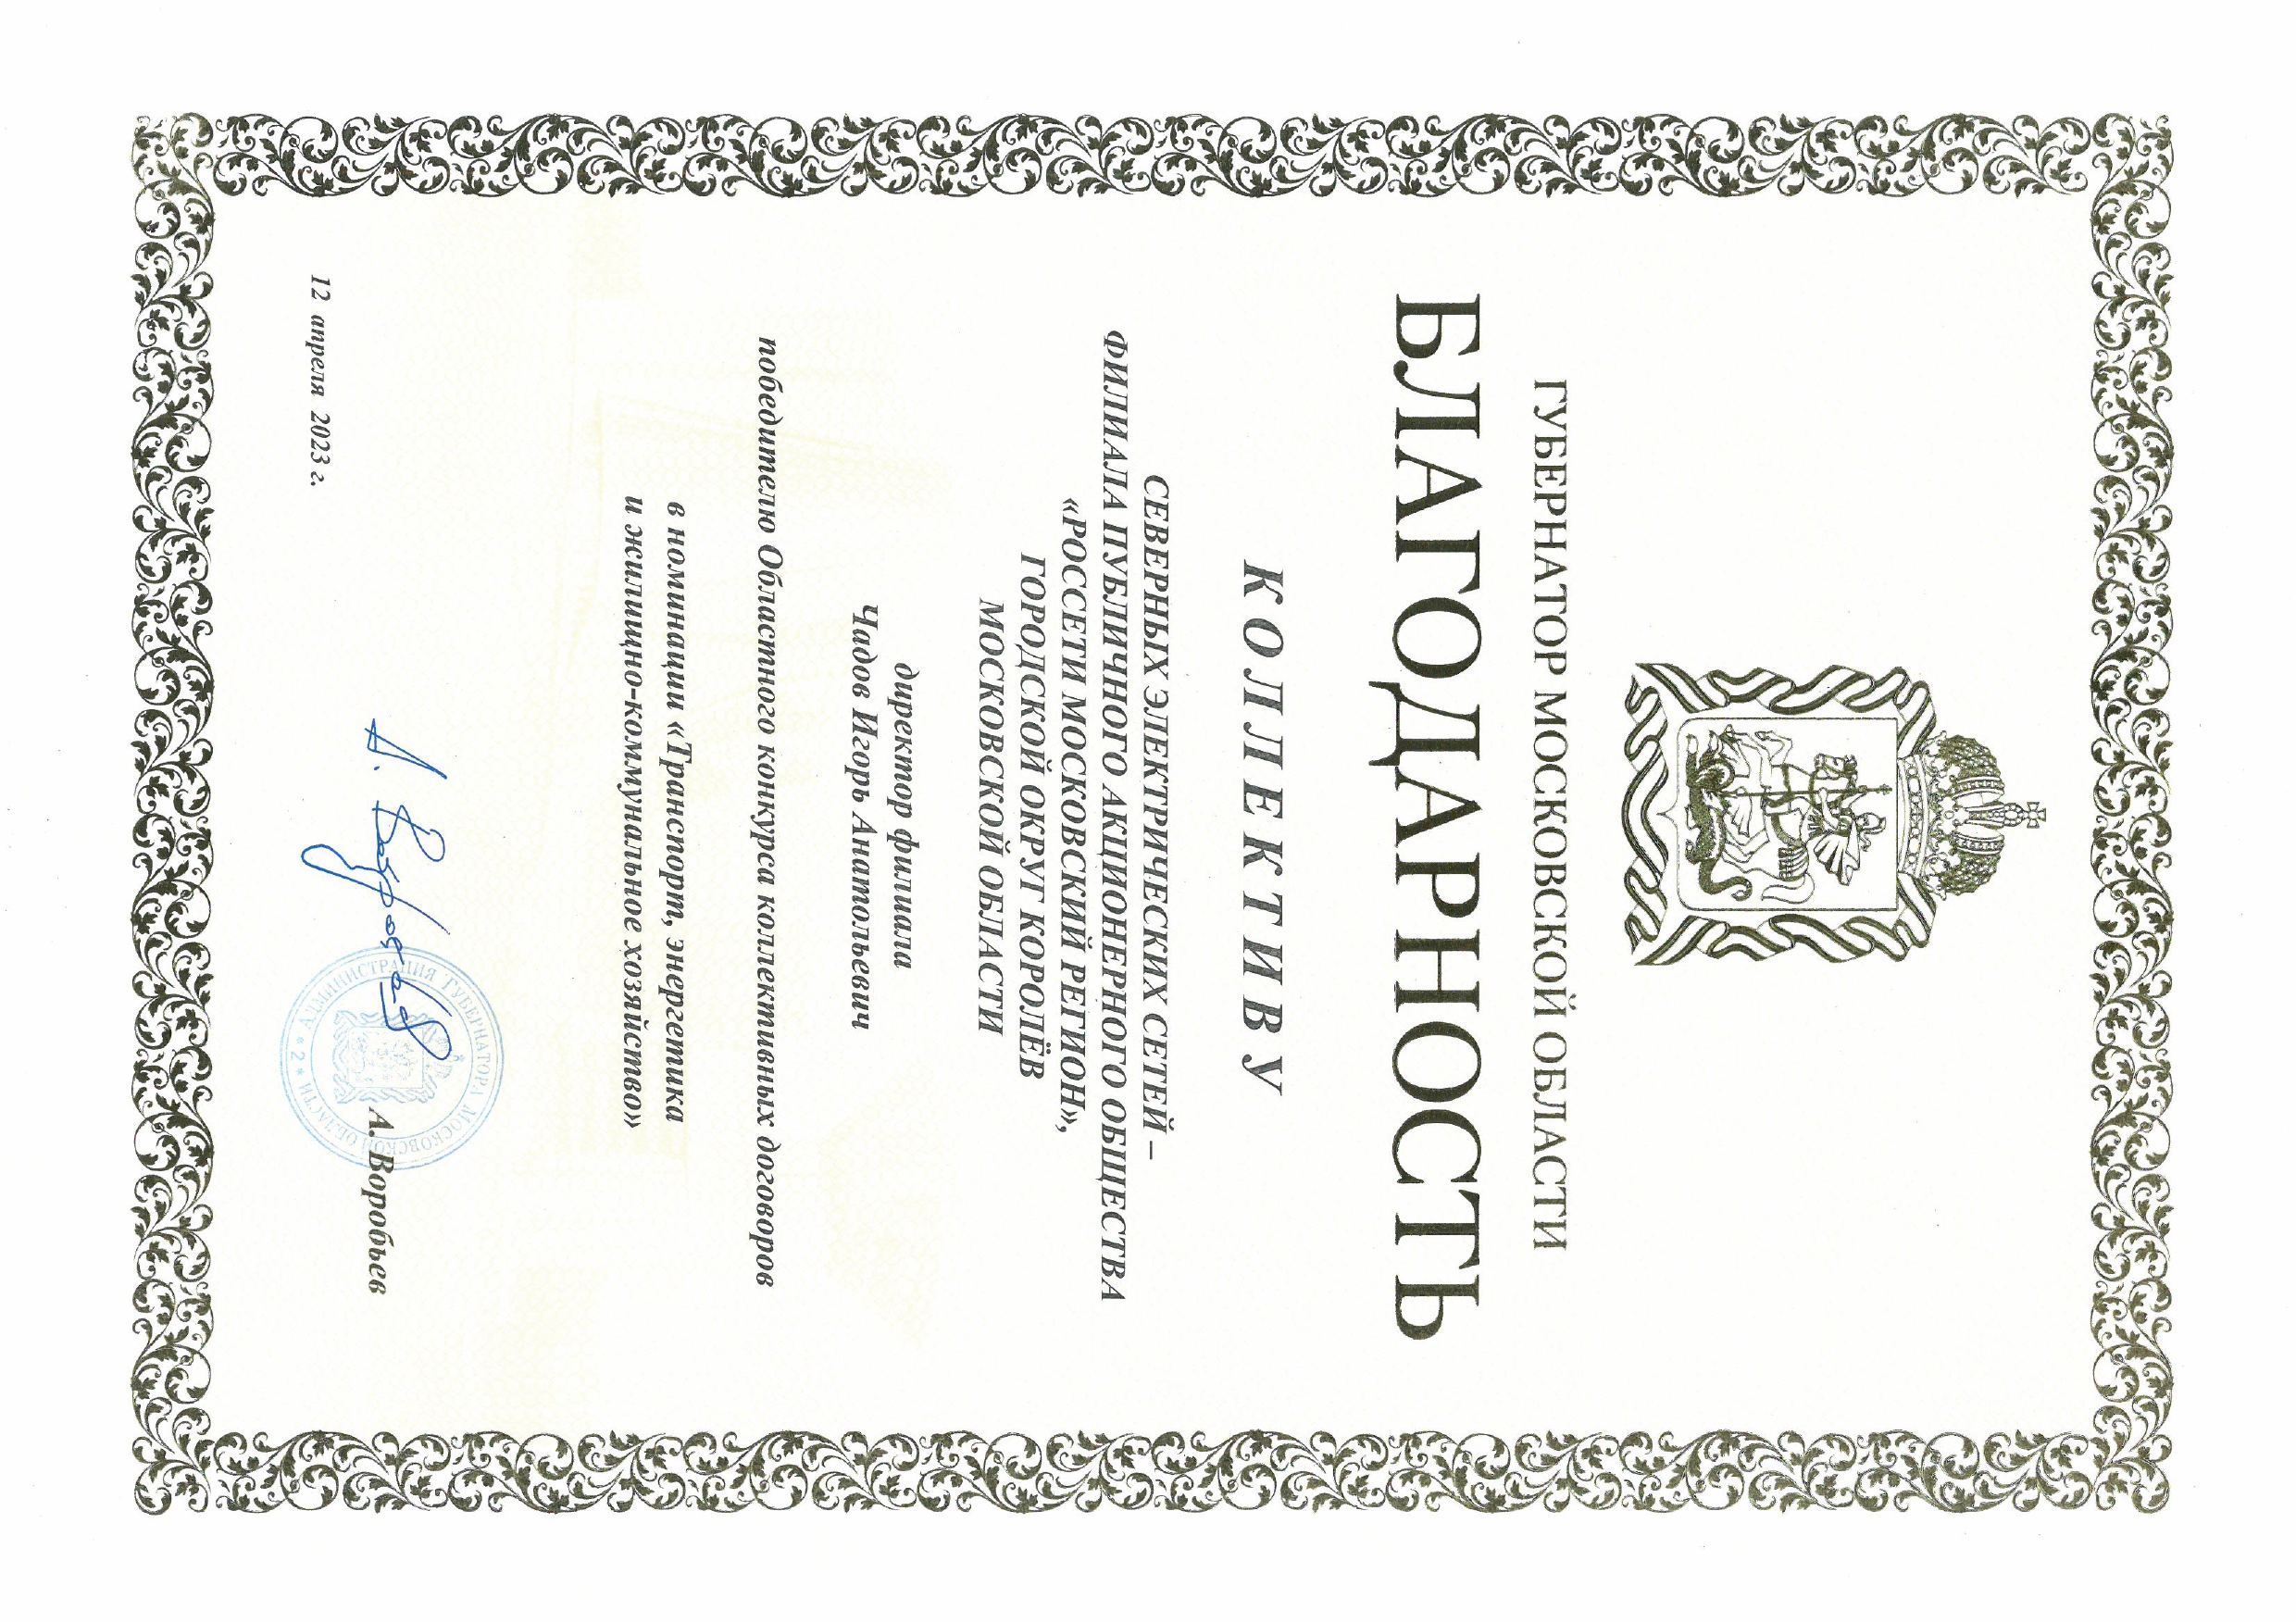 ГУБЕРНАТОР МОСКОВСКОЙ ОБЛАСТИ
БЛАГОДАРНОСТЬ
КОЛЛЕКТИВУ
СЕВЕРНЫХ ЭЛЕКТРИЧЕСКИХ СЕТЕЙ –
ФИЛИАЛА ПУБЛИЧНОГО АКЦИОНЕРНОГО ОБЩЕСТВА
«РОССЕТИ МОСКОВСКИЙ РЕГИОН»,
ГОРОДСКОЙ ОКРУГ КОРОЛЁВ
МОСКОВСКОЙ ОБЛАСТИ
директор филиала
Чадов Игорь Анатольевич
победителю Областного конкурса коллективных договоров
в номинации «Транспорт, энергетика
и жилищно-коммунальное хозяйство»
А. Воробьев
АДМИНИСТРАЦИЯ ГУБЕРНАТОРА МОСКОВСКОЙ ОБЛАСТИ * 2 *
А. Воробьев
12 апреля 2023 г.